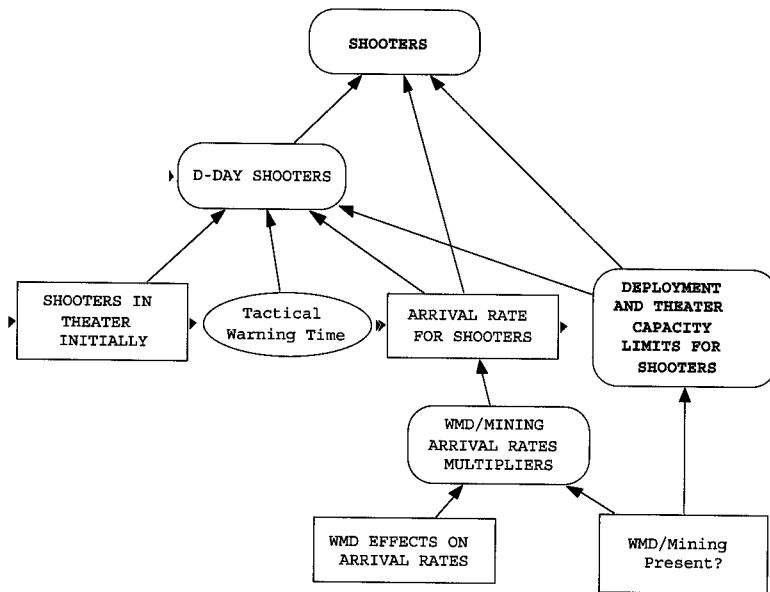 SHOOTERS
D-DAY SHOOTERS
SHOOTERS IN
THEATER
INITIALLY
Tactical
Warning Time
ARRIVAL RATE
FOR SHOOTERS
DEPLOYMENT
AND THEATER
CAPACITY
LIMITS FOR
SHOOTERS
WMD/MINING
ARRIVAL RATES
MULTIPLIERS
WMD EFFECTS ON
ARRIVAL RATES
WMD/Mining
Present?